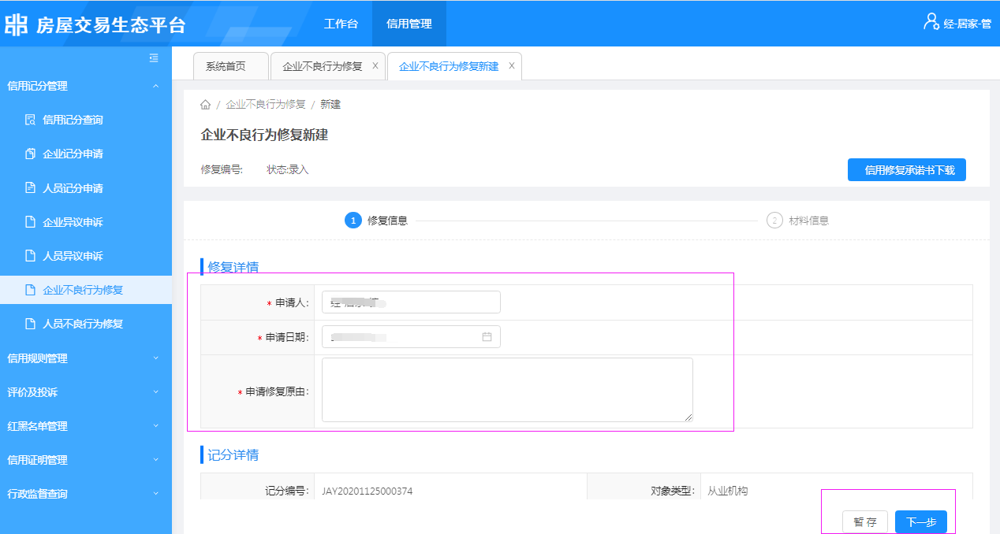 房屋交易生态平台
工作台
信用管理
经-居家-管
信用记分管理
信用记分查询
企业记分申请
人员记分申请
企业异议申诉
人员异议申诉
企业不良行为修复
人员不良行为修复
信用规则管理
评价及投诉
红黑名单管理
信用证明管理
行政监督查询
系统首页
企业不良行为修复 X
企业不良行为修复新建 X
/ 企业不良行为修复 / 新建
企业不良行为修复新建
修复编号: 状态:录入
信用修复承诺书下载
1 修复信息
2 材料信息
修复详情
* 申请人:
* 申请日期:
* 申请修复原由:
记分详情
记分编号: JAY20201125000374 对象类型: 从业机构
暂 存 下一步